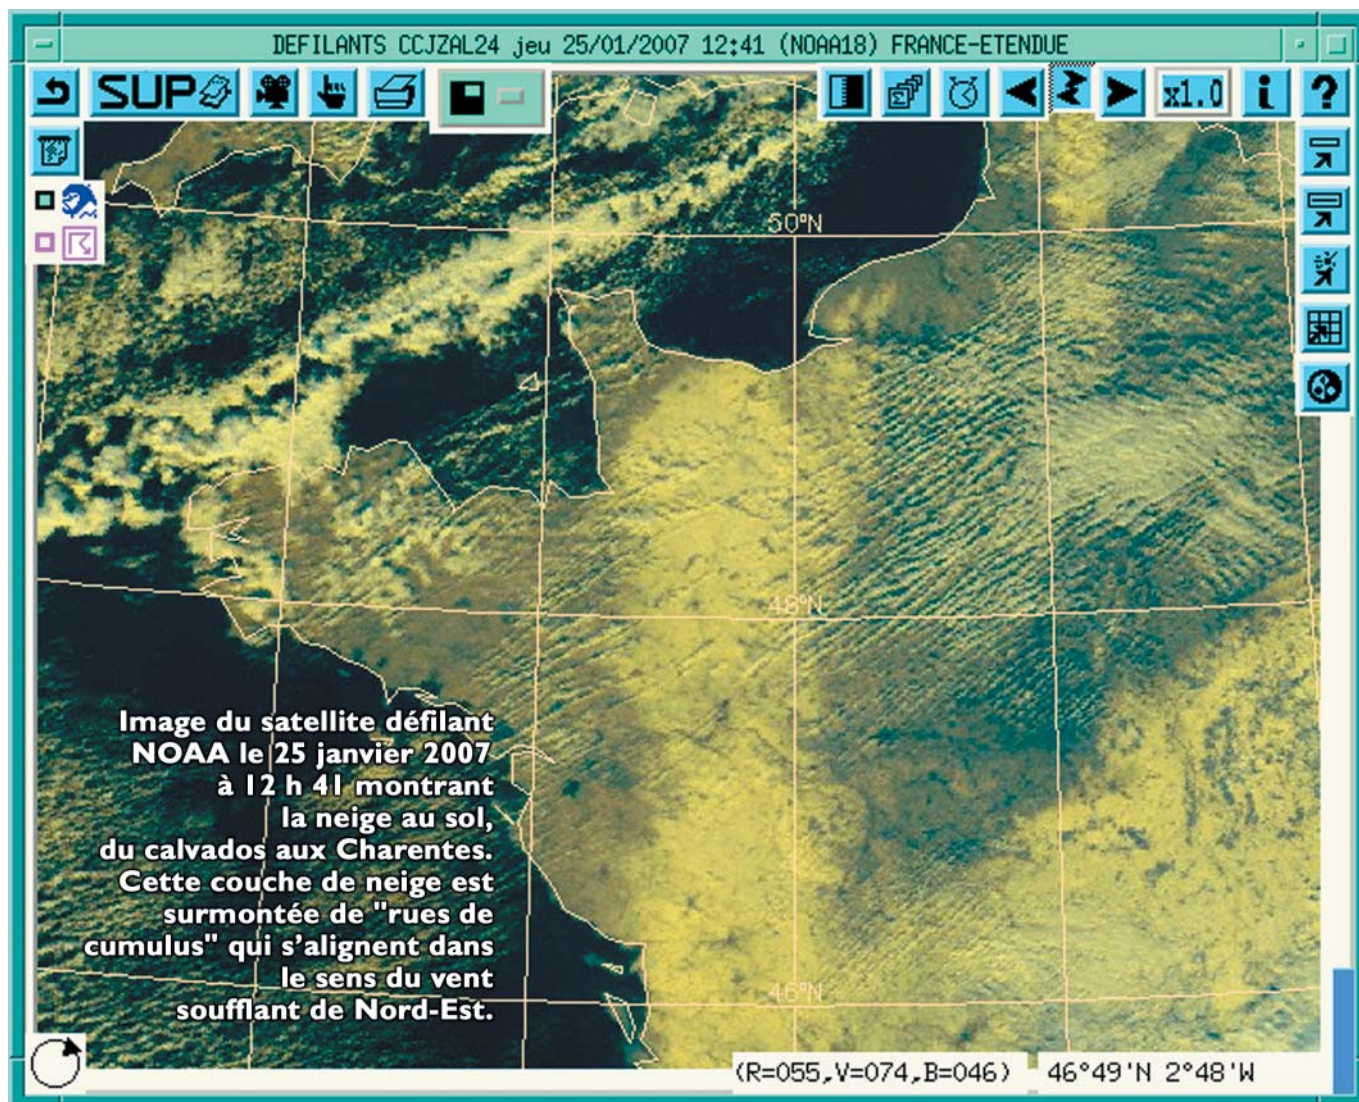 DEFILANTS CCJZAL24 jeu 25/01/2007 12:41 (NOAA18) FRANCE-ETENDUE
SUP
x1.0
i
?
50°N
48°N
Image du satellite défilant
NOAA le 25 janvier 2007
à 12 h 41 montrant
la neige au sol,
du calvados aux Charentes.
Cette couche de neige est
surmontée de "rues de
cumulus" qui s'alignent dans
le sens du vent
soufflant de Nord-Est.
46°N
(R=055,V=074,B=046)
46°49'N 2°48'W